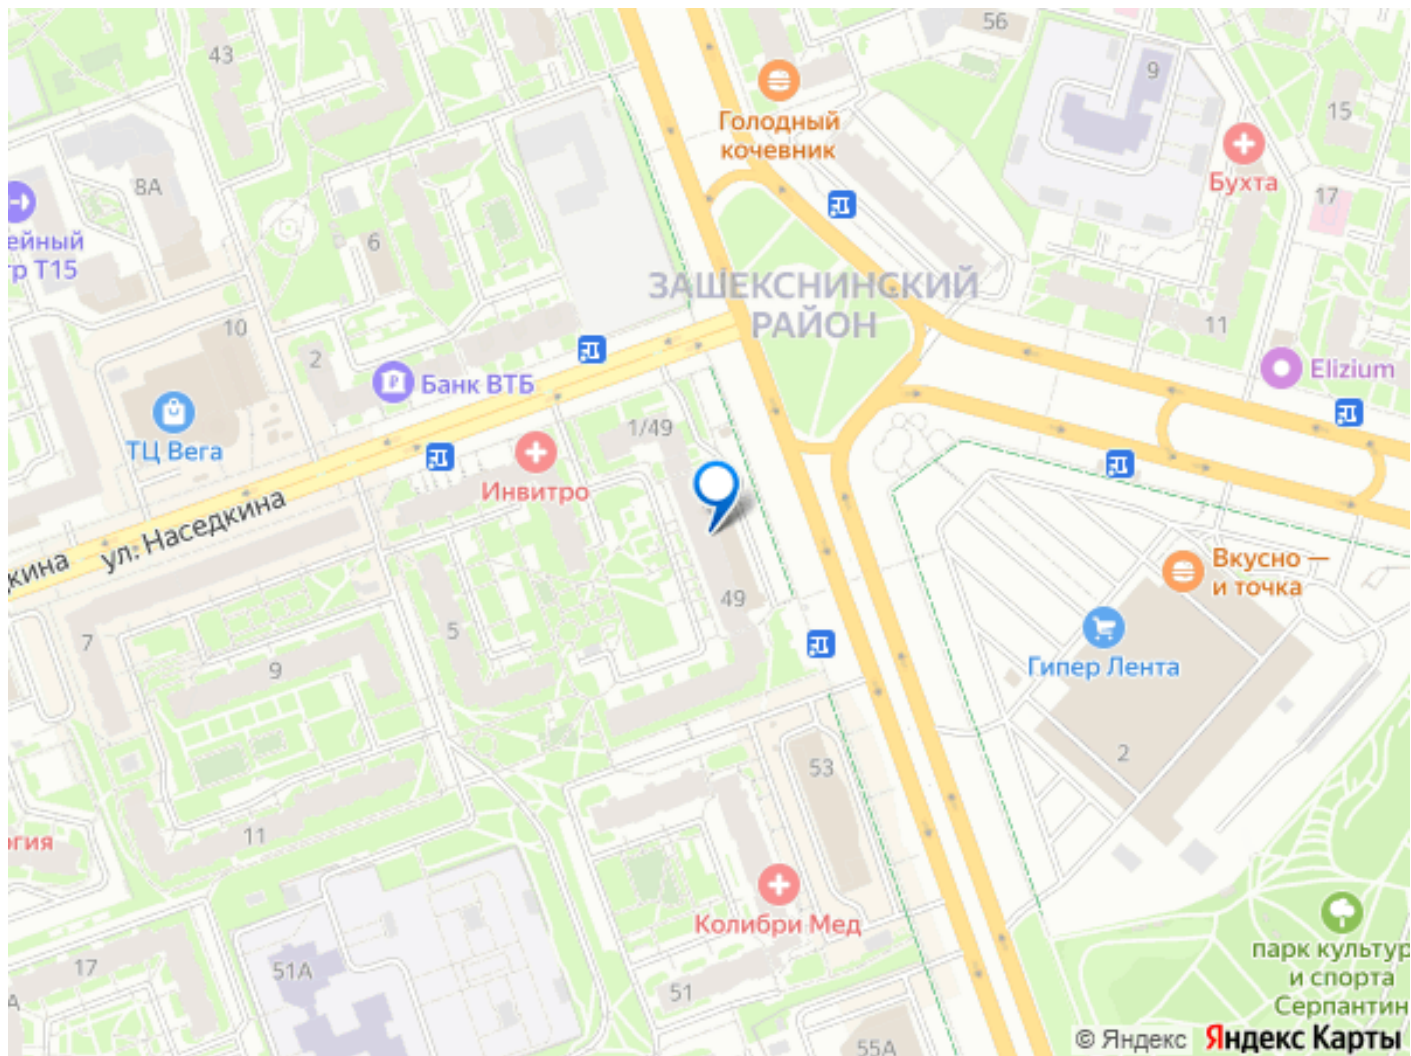 56
43
9
15
Голодный
кочевник
Бухта
8А
17
ейный
тр Т15
6
ЗАШЕКСНИНСКИЙ
РАЙОН
10
11
2
Банк ВТБ
Elizium
ТЦ Вега
1/49
Инвитро
ул. Наседкина
кина
Вкусно —
и точка
49
7
5
9
Гипер Лента
2
53
11
огия
Колибри Мед
17
51А
51
А
парк культур
и спорта
Серпантин
55А
© Яндекс Яндекс Карты